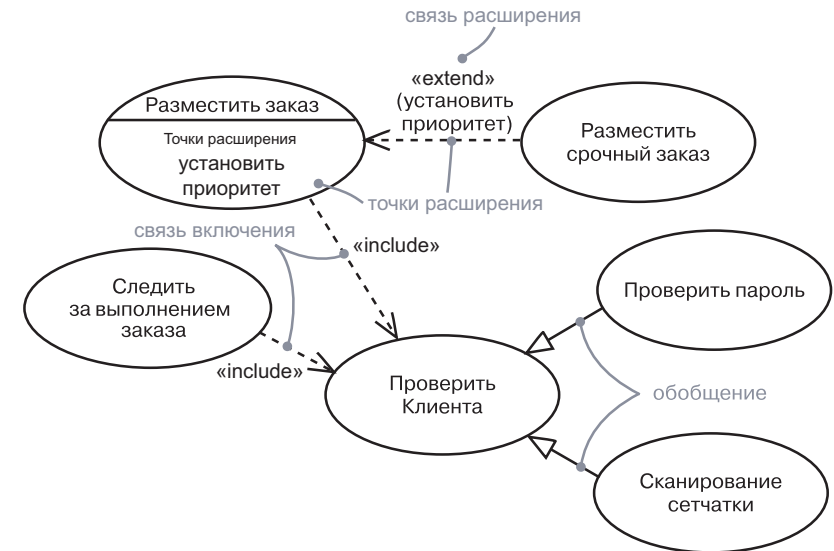 связь расширения
«extend»
(установить
приоритет)
Разместить заказ
Точки расширения
установить
приоритет
Разместить
срочный заказ
точки расширения
связь включения
«include»
Следить
за выполнением
заказа
«include»
Проверить пароль
Проверить
Клиента
обобщение
Сканирование
сетчатки